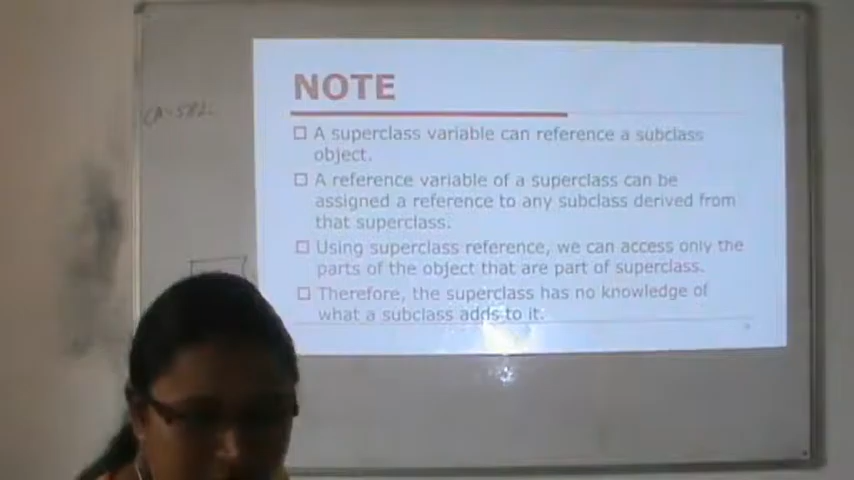 CA-512
NOTE
A superclass variable can reference a subclass
object.
A reference variable of a superclass can be
assigned a reference to any subclass derived from
that superclass.
Using superclass reference, we can access only the
parts of the object that are part of superclass.
Therefore, the superclass has no knowledge of
what a subclass adds to it.